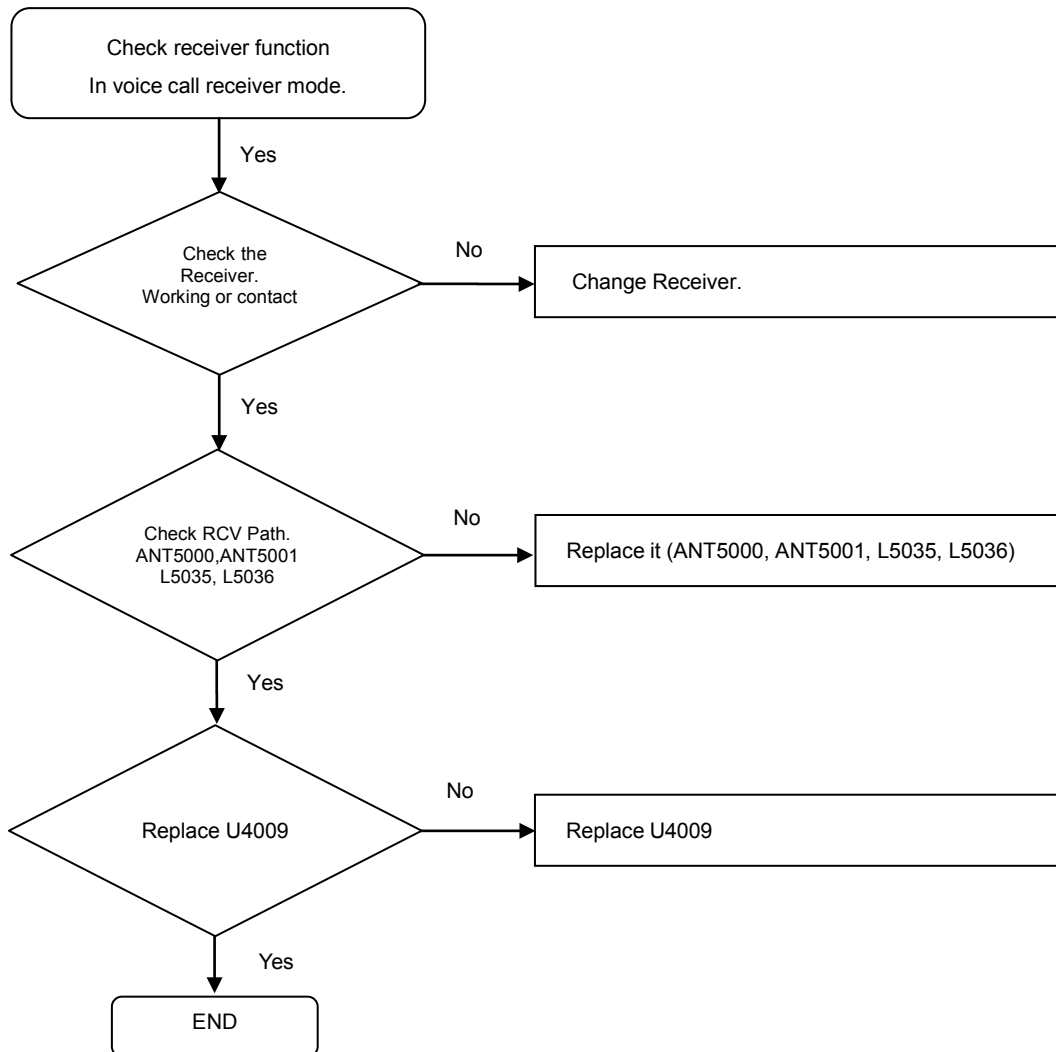 Check receiver function
In voice call receiver mode.
Yes
Check the
Receiver.
Working or contact
No
Change Receiver.
Yes
Check RCV Path.
ANT5000,ANT5001
L5035, L5036
No
Replace it (ANT5000, ANT5001, L5035, L5036)
Yes
Replace U4009
No
Replace U4009
Yes
END